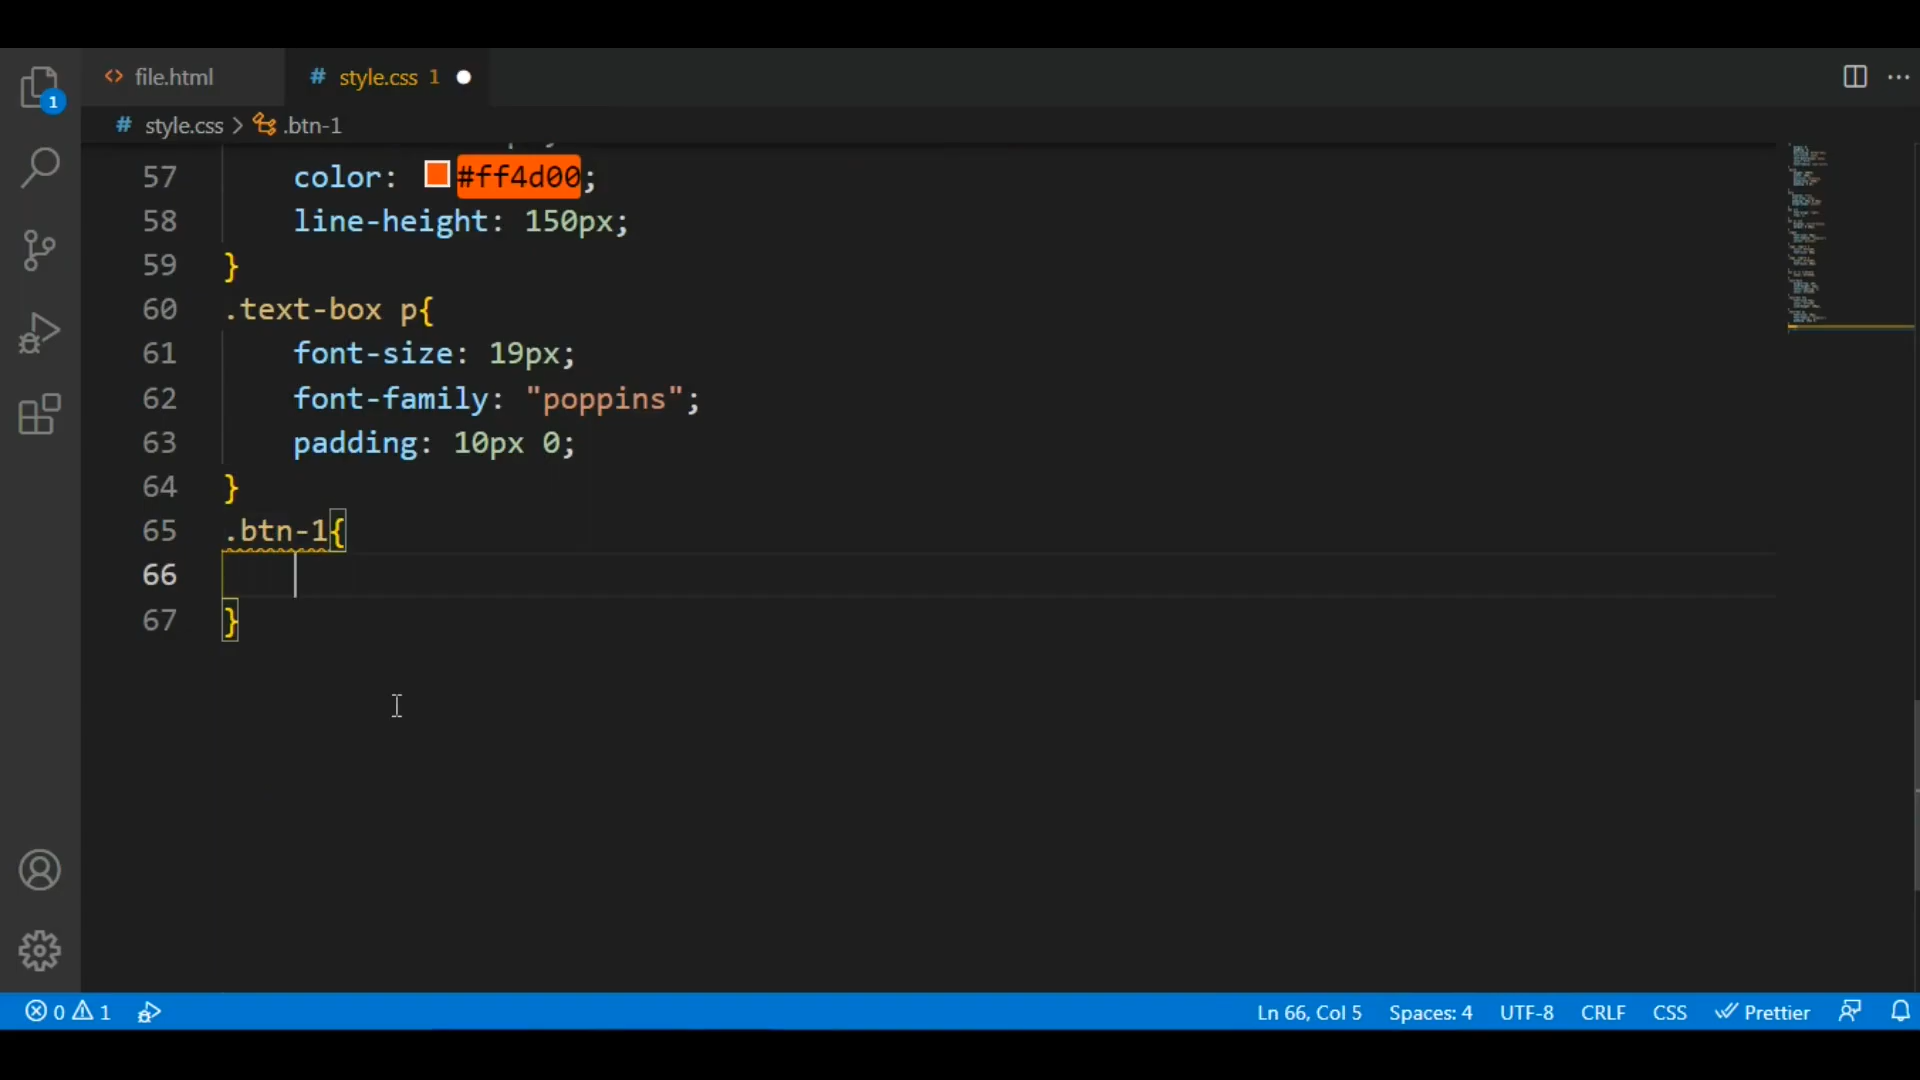 file.html
style.css 1
style.css > .btn-1
57 color: #ff4d00;
58 line-height: 150px;
59 }
60 .text-box p{
61 font-size: 19px;
62 font-family: "poppins";
63 padding: 10px 0;
64 }
65 .btn-1{
66
67 }
1
0 1 Ln 66, Col 5 Spaces: 4 UTF-8 CRLF CSS Prettier